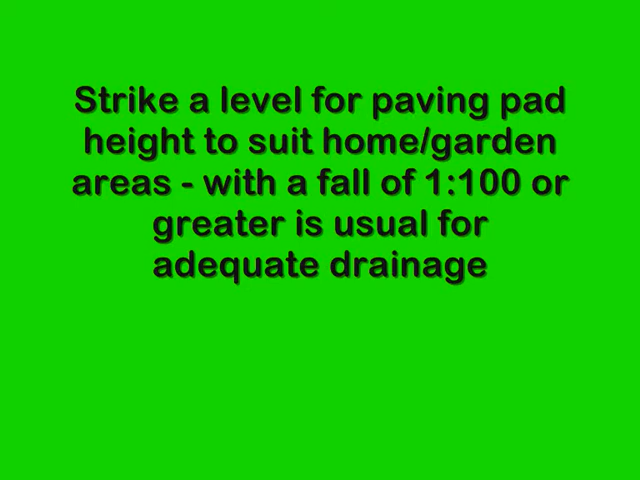 Strike a level for paving pad
height to suit home/garden
areas - with a fall of 1:100 or
greater is usual for
adequate drainage